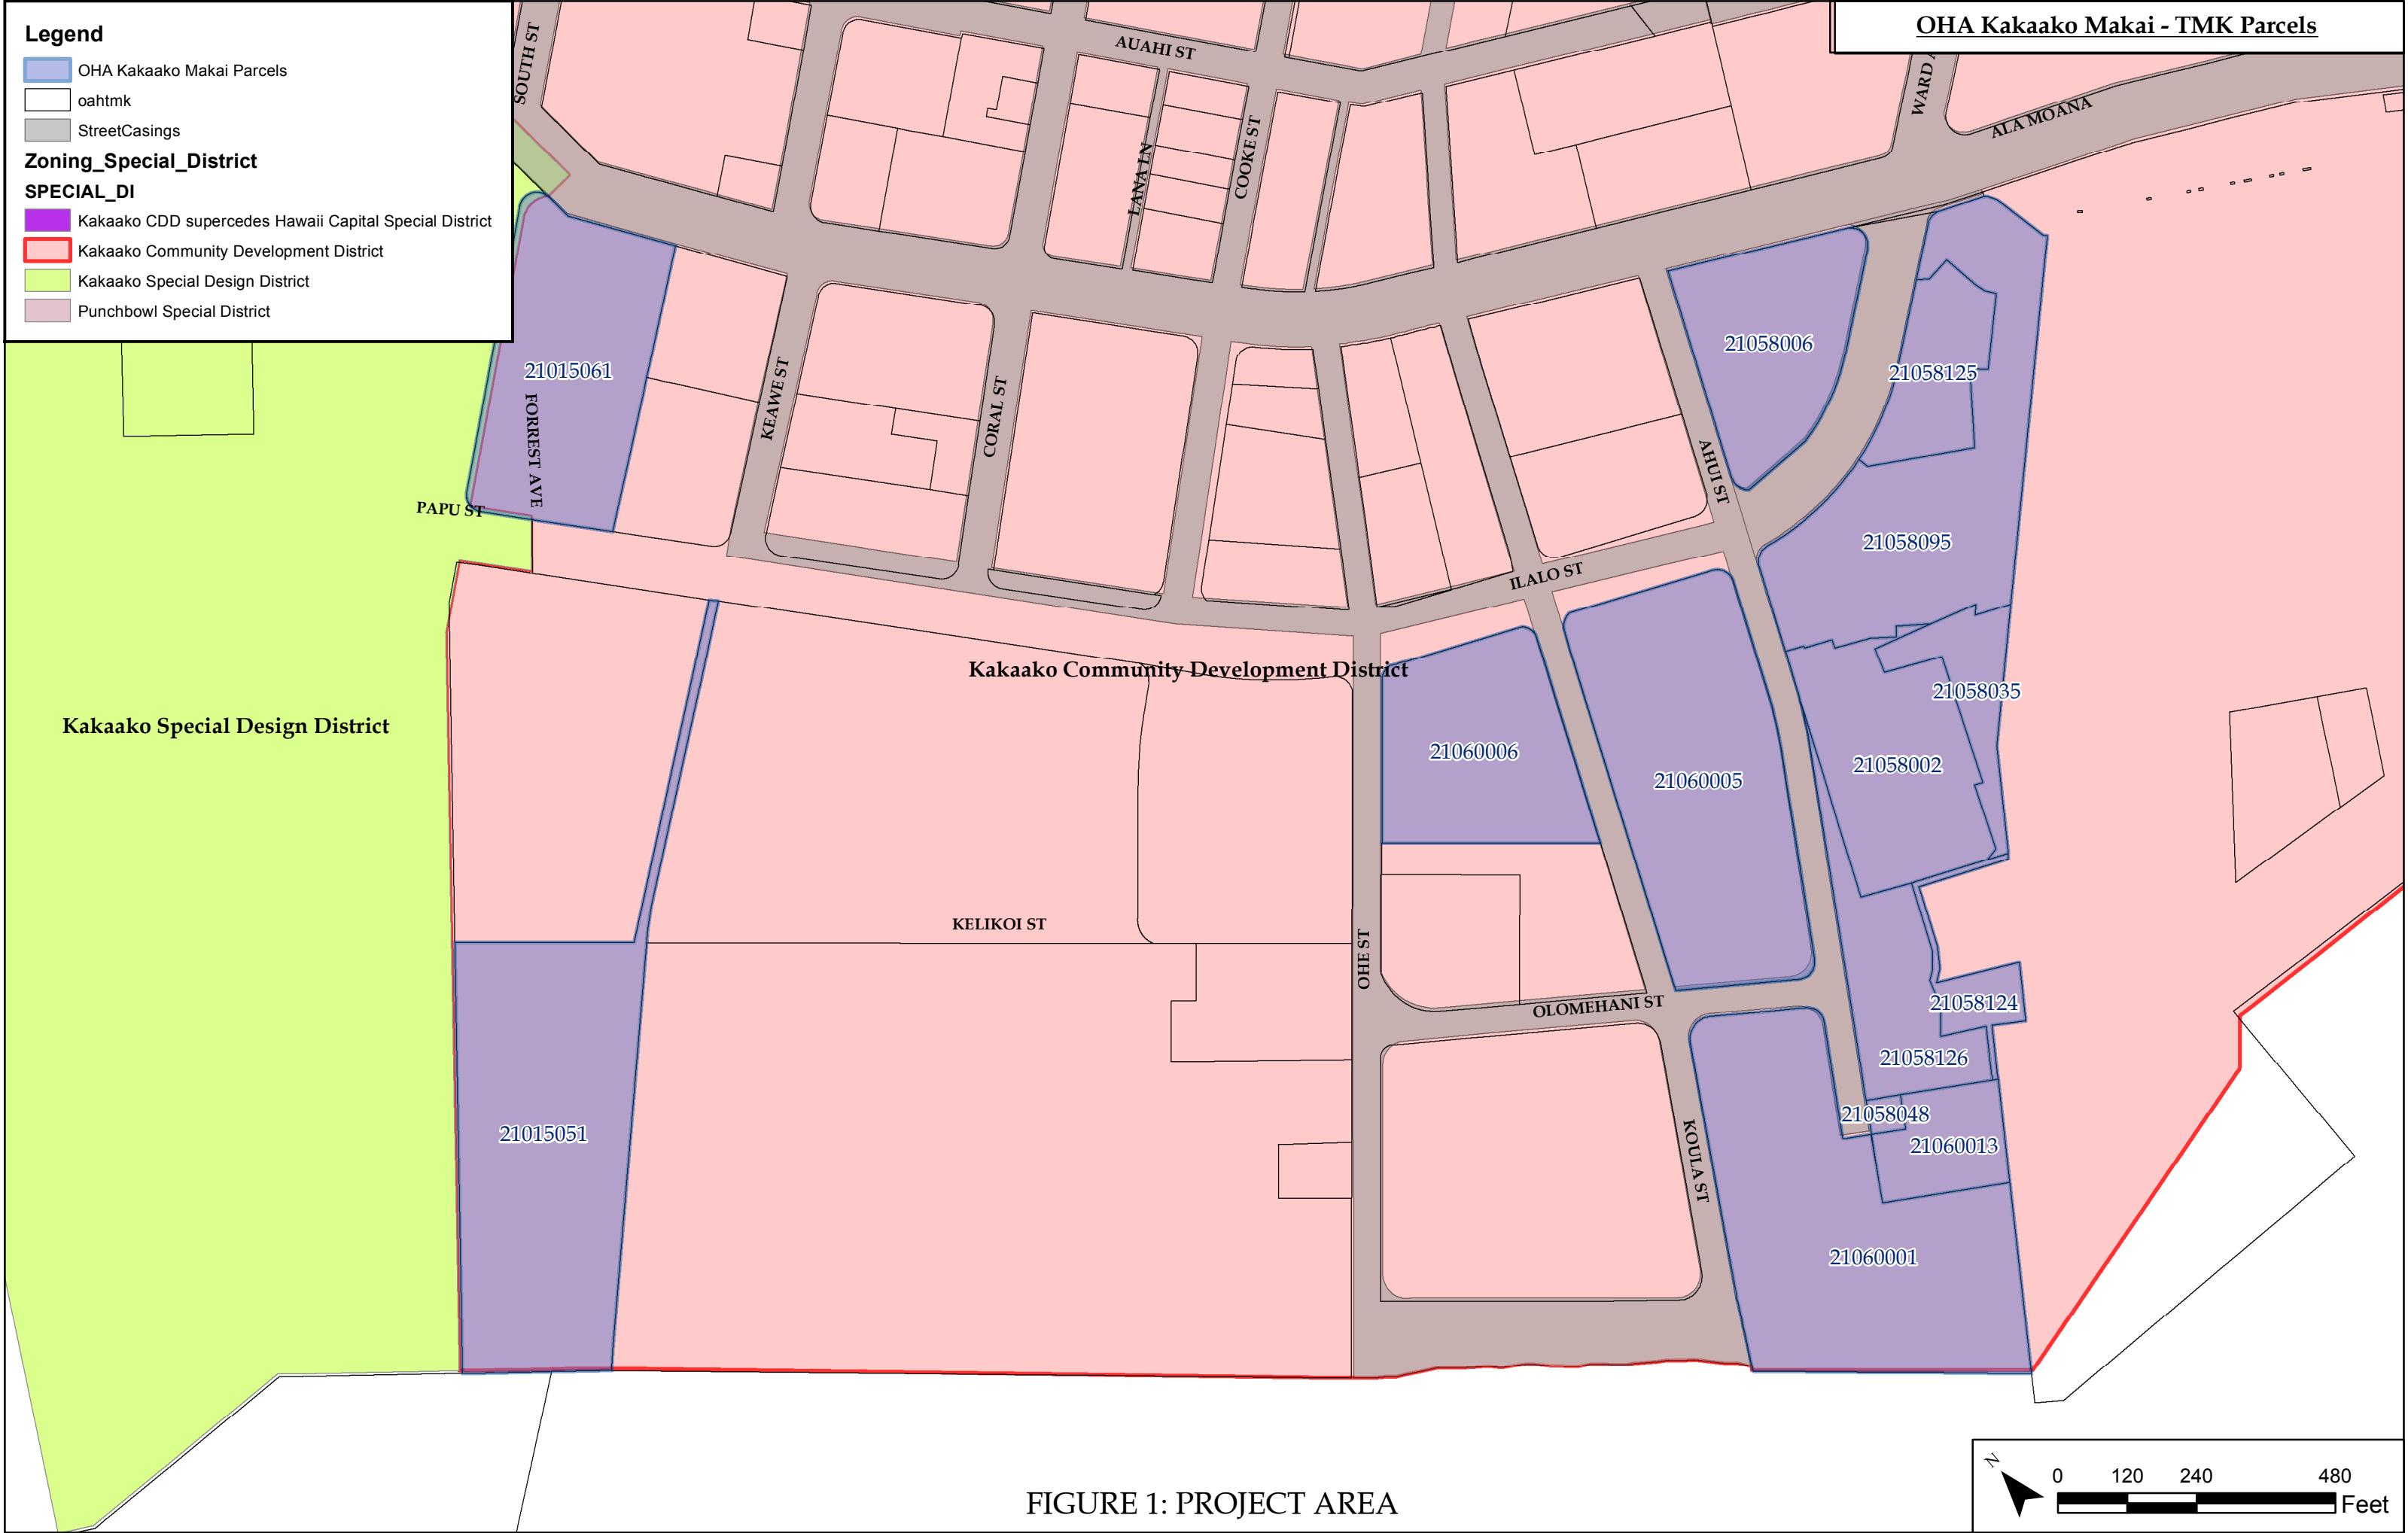 Legend
OHA Kakaako Makai Parcels
oahtmk
StreetCasings
Zoning_Special_District
SPECIAL_DI
Kakaako CDD supercedes Hawaii Capital Special District
Kakaako Community Development District
Kakaako Special Design District
Punchbowl Special District
OHA Kakaako Makai - TMK Parcels
SOUTH ST
AUAHI ST
WARD
ALA MOANA
LANA LN
COOKE ST
21015061
FORREST AVE
PAPU ST
KEAWE ST
CORAL ST
21058006
21058125
AHUI ST
21058095
ILALO ST
Kakaako Community Development District
Kakaako Special Design District
21058035
21060006
21060005
21058002
KELIKOI ST
OHE ST
OLOMEHANI ST
21058124
21058126
21015051
21058048
21060013
KOULA ST
21060001
FIGURE 1: PROJECT AREA
N
0 120 240 480
Feet